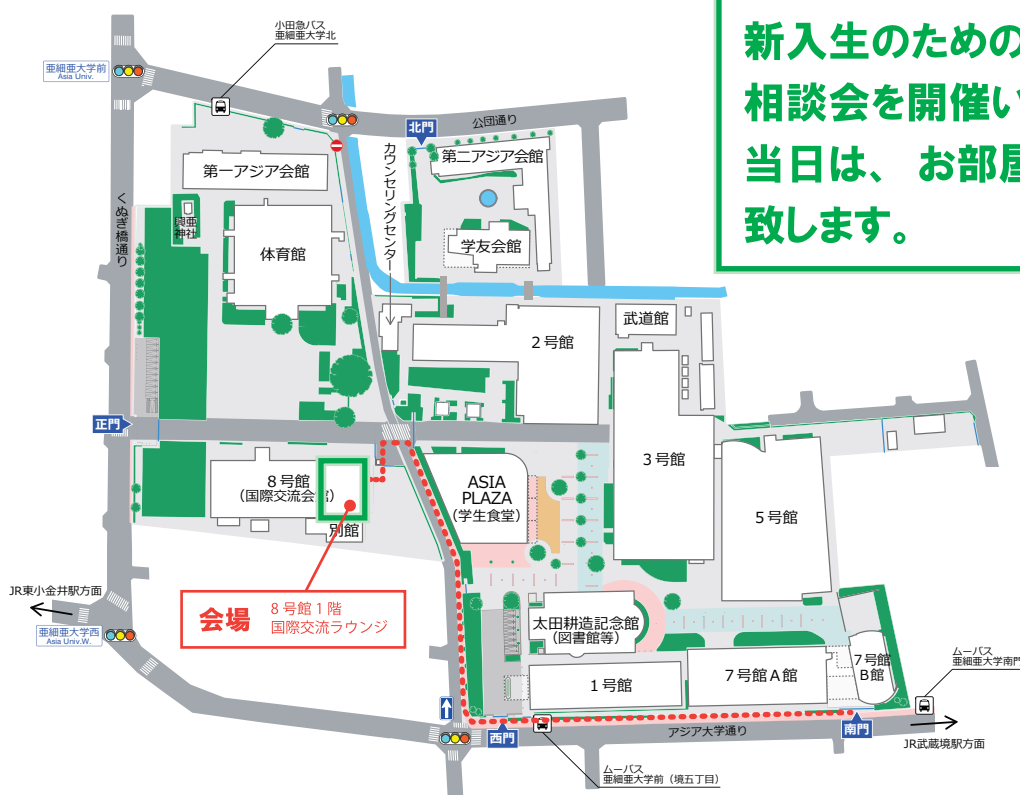 小田急バス
亜細亜大学北
亜細亜大学前
Asia Univ.
新入生のための
相談会を開催い
当日は、お部屋
致します。
公団通り
北門
第二アジア会館
カウンセリングセンター
第一アジア会館
くぬぎ橋通り
興亜
神社
体育館
学友会館
武道館
2号館
正門
3号館
8号館
(国際交流会館)
別館
ASIA
PLAZA
(学生食堂)
5号館
会場
8号館1階
国際交流ラウンジ
JR東小金井駅方面
亜細亜大学西
Asia Univ.W.
太田耕造記念館
(図書館等)
1号館
7号館A館
7号館
B館
ムーバス
亜細亜大学南門
西門
アジア大学通り
南門
JR武蔵境駅方面
ムーバス
亜細亜大学前(境五丁目)